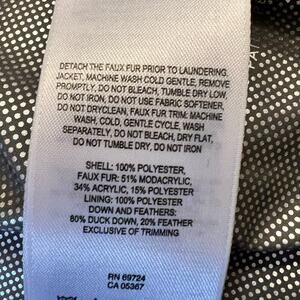 DETACH THE FAUX FUR PRIOR TO LAUNDERING.
JACKET, MACHINE WASH COLD GENTLE, REMOVE
PROMPTLY, DO NOT BLEACH, TUMBLE DRY LOW,
DO NOT IRON, DO NOT USE FABRIC SOFTENER,
DO NOT DRYCLEAN, FAUX FUR TRIM: MACHINE
WASH, COLD, GENTLE CYCLE, WASH
SEPARATELY, DO NOT BLEACH, DRY FLAT,
DO NOT TUMBLE DRY, DO NOT IRON
SHELL: 100% POLYESTER,
FAUX FUR: 51% MODACRYLIC,
34% ACRYLIC, 15% POLYESTER
LINING: 100% POLYESTER
DOWN AND FEATHERS:
80% DUCK DOWN, 20% FEATHER
EXCLUSIVE OF TRIMMING
RN 69724
CA 05367